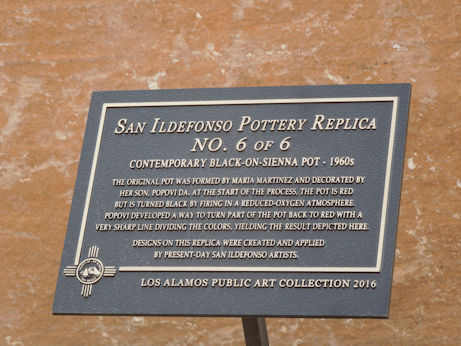 SAN ILDEFONSO POTTERY REPLICA
NO. 6 OF 6
CONTEMPORARY BLACK-ON-SIENNA POT - 1960s
THE ORIGINAL POT WAS FORMED BY MARIA MARTINEZ AND DECORATED BY
HER SON, POPOVI DA. AT THE START OF THE PROCESS, THE POT IS RED
BUT IS TURNED BLACK BY FIRING IN A REDUCED-OXYGEN ATMOSPHERE.
POPOVI DEVELOPED A WAY TO TURN PART OF THE POT BACK TO RED WITH A
VERY SHARP LINE DIVIDING THE COLORS, YIELDING THE RESULT DEPICTED HERE.
DESIGNS ON THIS REPLICA WERE CREATED AND APPLIED
BY PRESENT-DAY SAN ILDEFONSO ARTISTS.
LOS ALAMOS PUBLIC ART COLLECTION 2016